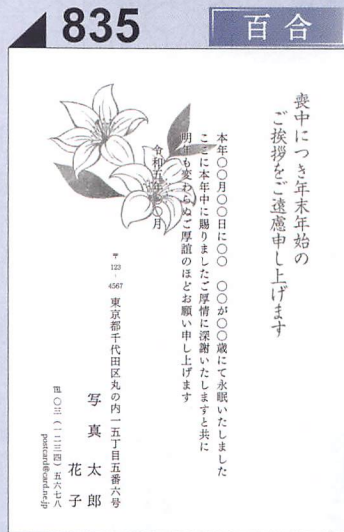 835
百合
喪中につき年末年始の
ご挨拶をご遠慮申し上げます
本年〇〇月〇〇日に〇〇 〇〇が〇〇歳にて永眠いたしました
ここに本年中に賜りましたご厚情に深謝いたしますと共に
明年も変わらぬご厚誼のほどお願い申し上げます
令和五年〇〇月
〒123-4567 東京都千代田区丸の内一五丁目五番六号
写真太郎
花子
℡〇三(一二三四)五六七八
postcard@card.ne.jp